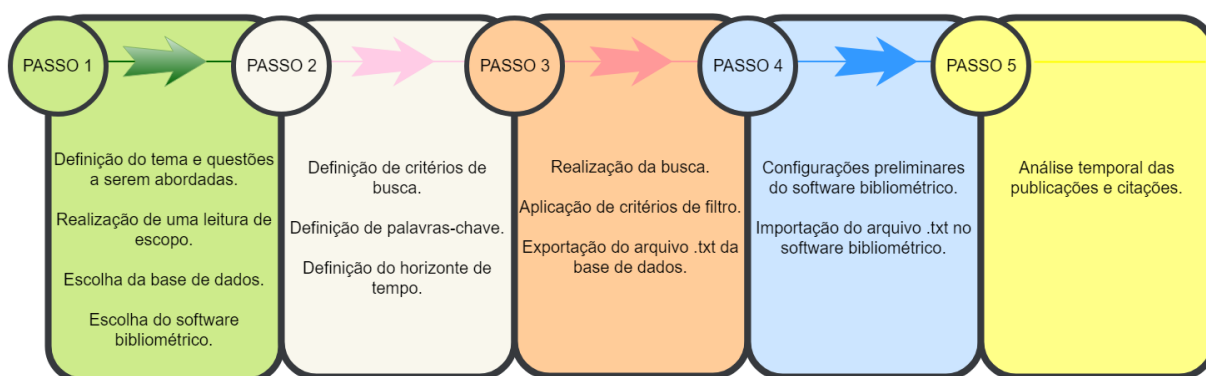 PASSO 1
PASSO 2
PASSO 3
PASSO 4
PASSO 5
Definição do tema e questões
a serem abordadas.
Realização de uma leitura de
escopo.
Escolha da base de dados.
Escolha do software
bibliométrico.
Definição de critérios de
busca.
Definição de palavras-chave.
Definição do horizonte de
tempo.
Realização da busca.
Aplicação de critérios de filtro.
Exportação do arquivo .txt da
base de dados.
Configurações preliminares
do software bibliométrico.
Importação do arquivo .txt no
software bibliométrico.
Análise temporal das
publicações e citações.